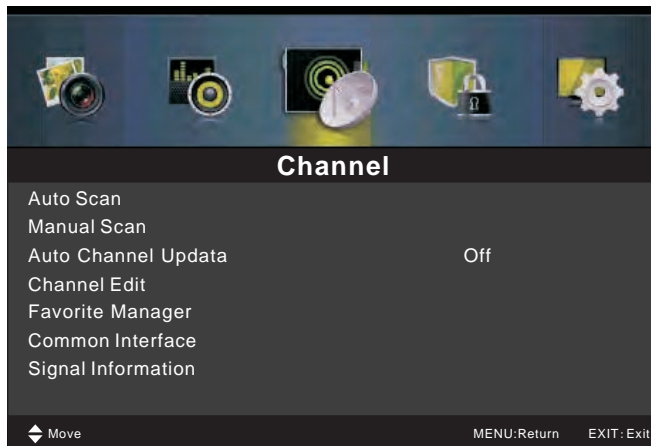 Channel
Auto Scan
Manual Scan
Auto Channel Updata Off
Channel Edit
Favorite Manager
Common Interface
Signal Information
Move MENU:Return EXIT:Exit